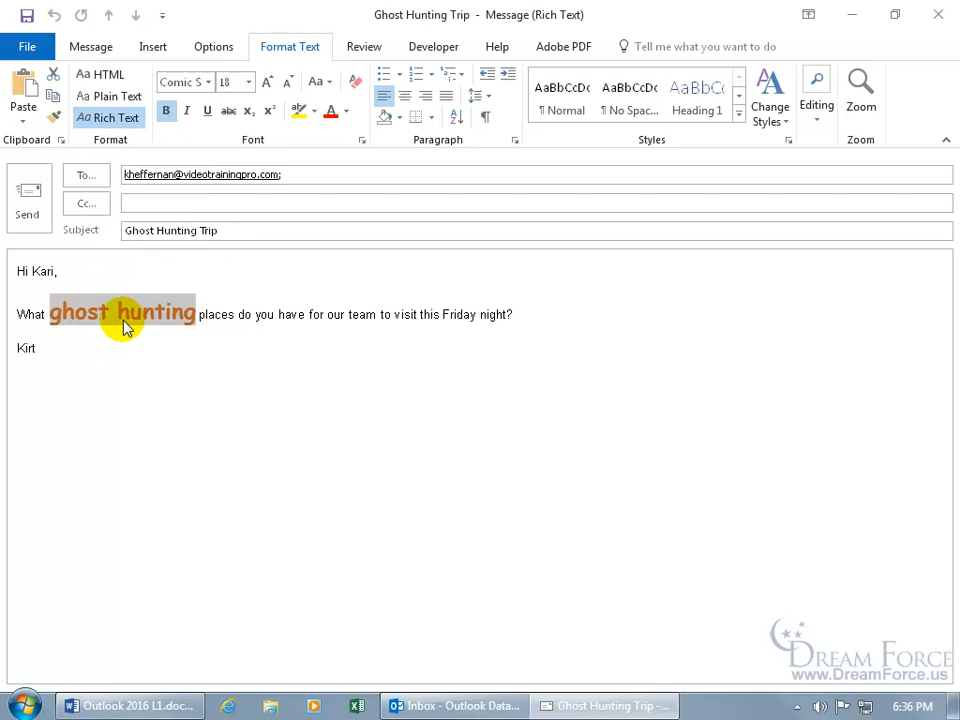 Ghost Hunting Trip - Message (Rich Text)
File Message Insert Options Format Text Review Developer Help Adobe PDF Tell me what you want to do
Paste
Aa HTML
Aa Plain Text
Aa Rich Text
Comic S 18
B I U abc x₂ x²
AaBbCcDc AaBbCcDc AaBbCc
¶ Normal ¶ No Spac... Heading 1
Change Styles
Editing
Zoom
Clipboard Format Font Paragraph Styles Zoom
Send
To... kheffernan@videotrainingpro.com;
Cc...
Subject Ghost Hunting Trip
Hi Kari,
What ghost hunting places do you have for our team to visit this Friday night?
Kirt
DREAM FORCE
www.DreamForce.us
Outlook 2016 L1.doc... Inbox - Outlook Data... Ghost Hunting Trip -... 6:36 PM